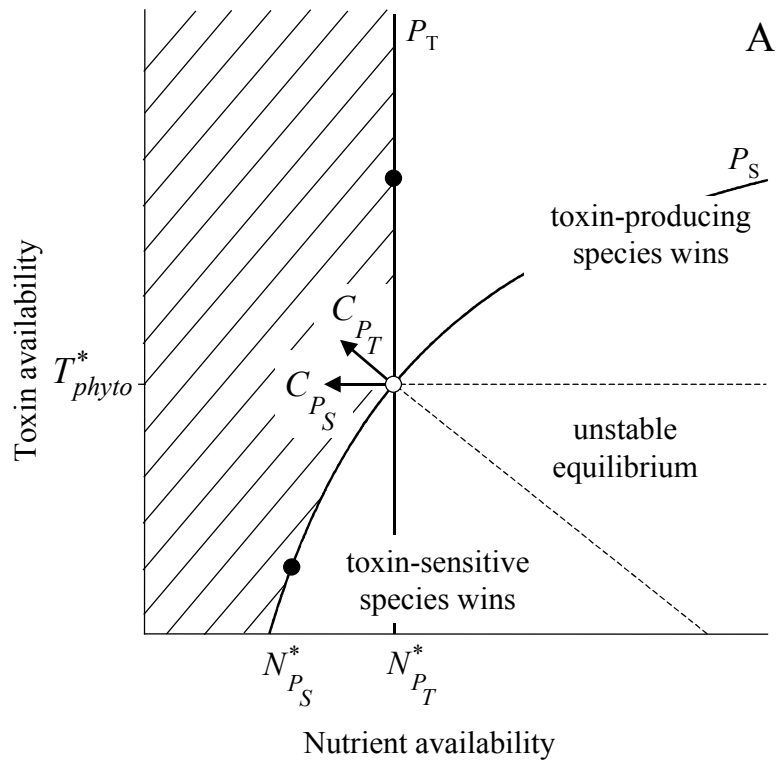 A
P_T
P_S
toxin-producing
species wins
C_{P_T}
T^*_{phyto}
C_{P_S}
unstable
equilibrium
toxin-sensitive
species wins
N^*_{P_S}
N^*_{P_T}
Toxin availability
Nutrient availability